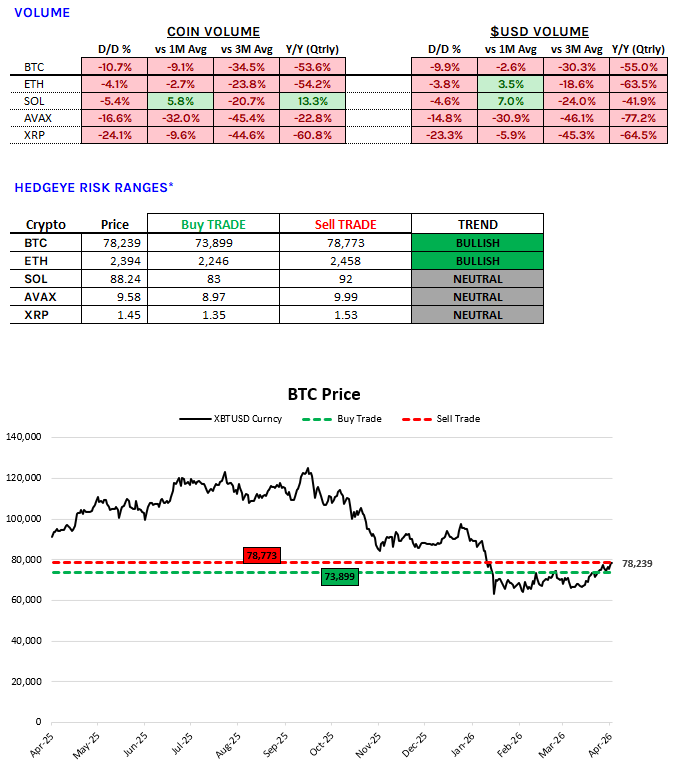 VOLUME
COIN VOLUME $USD VOLUME
D/D % vs 1M Avg vs 3M Avg Y/Y (Qtrly) D/D % vs 1M Avg vs 3M Avg Y/Y (Qtrly)
BTC -10.7% -9.1% -34.5% -53.6% -9.9% -2.6% -30.3% -55.0%
ETH -4.1% -2.7% -23.8% -54.2% -3.8% 3.5% -18.6% -63.5%
SOL -5.4% 5.8% -20.7% 13.3% -4.6% 7.0% -24.0% -41.9%
AVAX -16.6% -32.0% -45.4% -22.8% -14.8% -30.9% -46.1% -77.2%
XRP -24.1% -9.6% -44.6% -60.8% -23.3% -5.9% -45.3% -64.5%
HEDGEYE RISK RANGES*
Crypto Price Buy TRADE Sell TRADE TREND
BTC 78,239 73,899 78,773 BULLISH
ETH 2,394 2,246 2,458 BULLISH
SOL 88.24 83 92 NEUTRAL
AVAX 9.58 8.97 9.99 NEUTRAL
XRP 1.45 1.35 1.53 NEUTRAL
BTC Price
XBTUSD Curncy Buy Trade Sell Trade
140,000
120,000
100,000
80,000
60,000
40,000
20,000
0
78,773
73,899
78,239
Apr-25 May-25 Jun-25 Jul-25 Aug-25 Sep-25 Oct-25 Nov-25 Dec-25 Jan-26 Feb-26 Mar-26 Apr-26